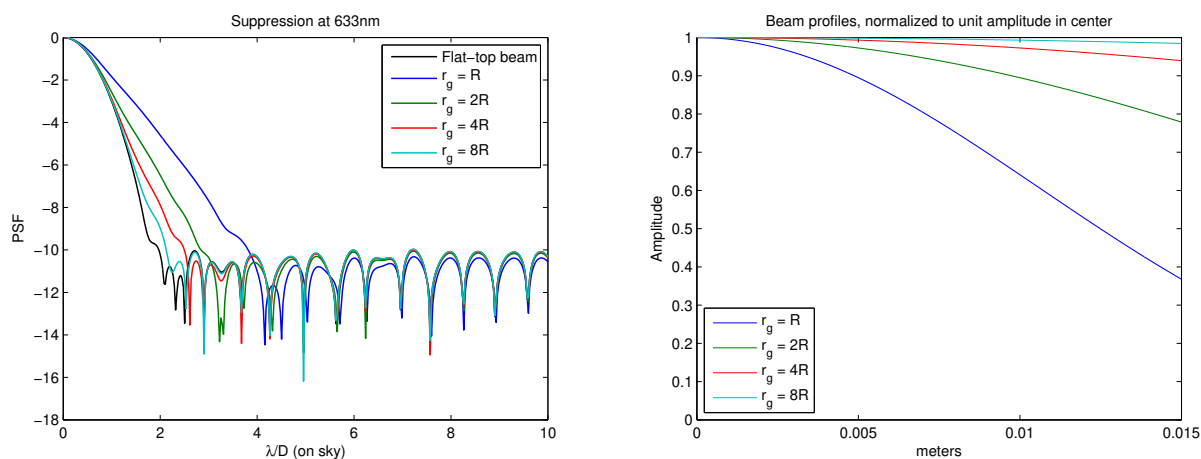 Suppression at 633nm
0
−2
−4
−6
−8
−10
−12
−14
−16
−18
PSF
0 2 4 6 8 10
λ/D (on sky)
Flat−top beam
r_g = R
r_g = 2R
r_g = 4R
r_g = 8R
Beam profiles, normalized to unit amplitude in center
1
0.9
0.8
0.7
0.6
0.5
0.4
0.3
0.2
0.1
0
Amplitude
0 0.005 0.01 0.015
meters
r_g = R
r_g = 2R
r_g = 4R
r_g = 8R